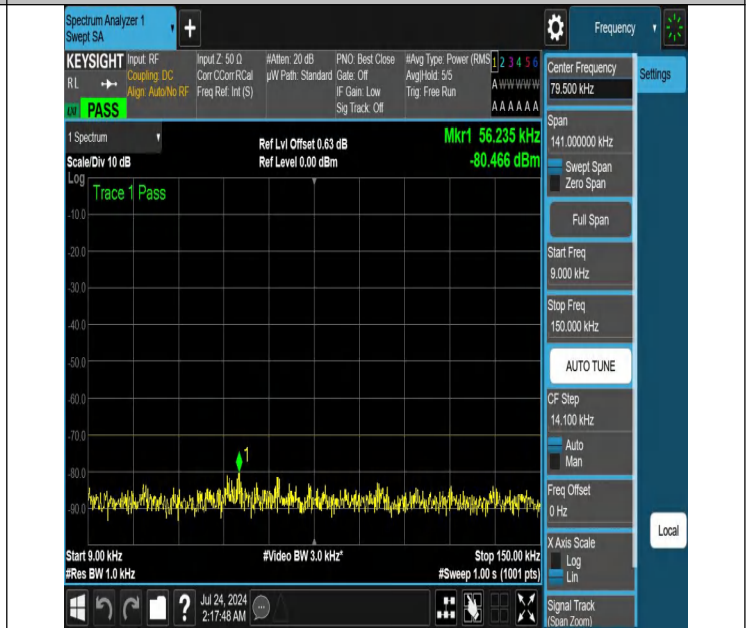 Spectrum Analyzer 1
Swept SA
+
Frequency
KEYSIGHT
RL
PASS
Input: RF
Coupling: DC
Align: Auto/No RF
Input Z: 50 Ω
Corr CCorr RCal
Freq Ref: Int (S)
#Atten: 20 dB
µW Path: Standard
PNO: Best Close
Gate: Off
IF Gain: Low
Sig Track: Off
#Avg Type: Power (RMS
Avg|Hold: 5/5
Trig: Free Run
1 2 3 4 5 6
A W W W W W
A A A A A A
1 Spectrum
Scale/Div 10 dB
Ref Lvl Offset 0.63 dB
Ref Level 0.00 dBm
Mkr1 56.235 kHz
-80.466 dBm
Log
Trace 1 Pass
-10.0
-20.0
-30.0
-40.0
-50.0
-60.0
-70.0
-80.0
-90.0
1
Start 9.00 kHz
#Res BW 1.0 kHz
#Video BW 3.0 kHz*
Stop 150.00 kHz
#Sweep 1.00 s (1001 pts)
?
Jul 24, 2024
2:17:48 AM
Center Frequency
79.500 kHz
Settings
Span
141.000000 kHz
Swept Span
Zero Span
Full Span
Start Freq
9.000 kHz
Stop Freq
150.000 kHz
AUTO TUNE
CF Step
14.100 kHz
Auto
Man
Freq Offset
0 Hz
X Axis Scale
Log
Lin
Signal Track
(Span Zoom)
Local